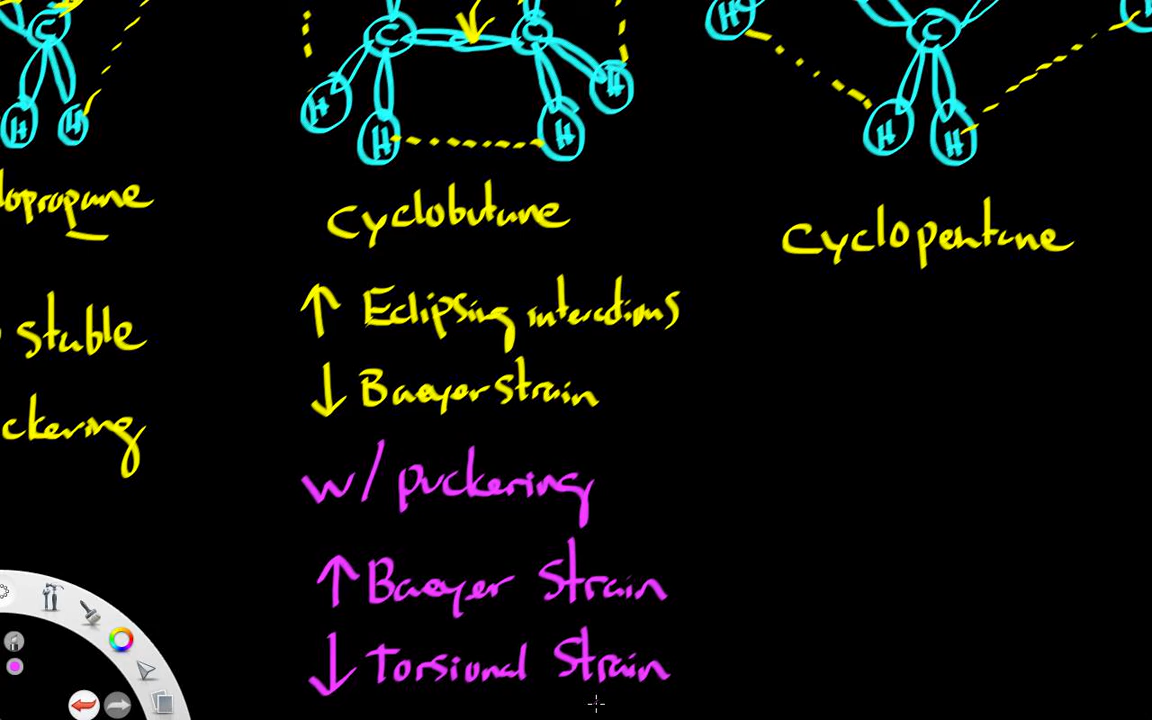 C
C
C
C
H
H
H
H
H
H
H
H
H
lopropane
Cyclobutane
Cyclopentane
↑ Eclipsing interactions
stable
↓ Baeyer strain
ckering
w/ puckering
↑ Baeyer Strain
↓ Torsional Strain